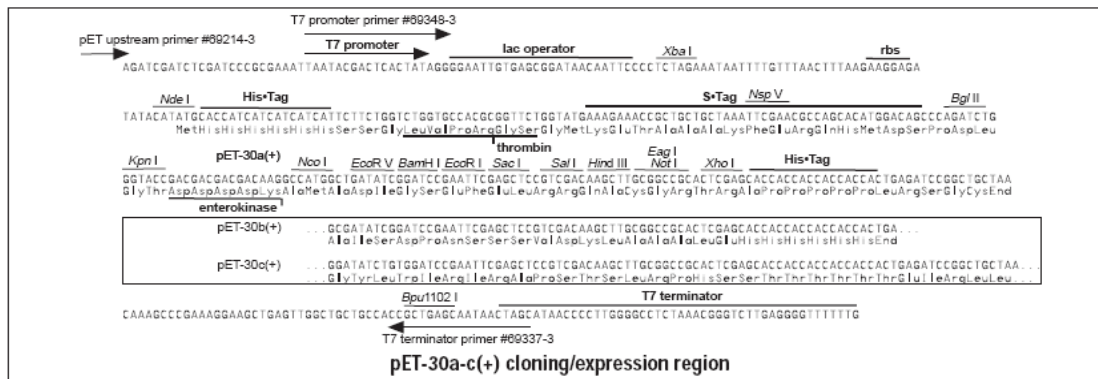 T7 promoter primer #69348-3
pET upstream primer #69214-3
T7 promoter
lac operator
Xba I
rbs
AGATCGATCTCGATCCCGCGAAATTAATACGACTCACTATAGGGGAATTGTGAGCGGATAACAATTCCCCTCTAGAAATAATTTTGTTTAACTTTAAGAAGGAGA
Nde I
His•Tag
S•Tag
Nsp V
Bgl II
TATACATATGCACCATCATCATCATCATTCTTCTGGTCTGGTGCCACGCGGTTCTGGTATGAAAGAAACCGCTGCTGCTAAATTCGAACGCCAGCACATGGACAGCCCAGATCTG
MetHisHisHisHisHisHisSerSerGlyLeuValProArgGlySerGlyMetLysGluThrAlaAlaAlaLysPheGluArgGlnHisMetAspSerProAspLeu
thrombin
Kpn I
pET-30a(+)
Nco I
EcoR V
BamH I
EcoR I
Sac I
Sal I
Hind III
Eag I
Not I
Xho I
His•Tag
GGTACCGACGACGACGACAAGGCCATGGCTGATATCGGATCCGAATTCGAGCTCCGTCGACAAGCTTGCGGCCGCACTCGAGCACCACCACCACCACCACTGAGATCCGGCTGCTAA
GlyThrAspAspAspAspLysAlaMetAlaAspIleGlySerGluPheGluLeuArgArgGlnAlaCysGlyArgThrArgAlaProProProProProProLeuArgSerGlyCysEnd
enterokinase
pET-30b(+)
...GCGATATCGGATCCGAATTCGAGCTCCGTCGACAAGCTTGCGGCCGCACTCGAGCACCACCACCACCACCACTGA...
AlaIleSerAspProAsnSerSerSerValAspLysLeuAlaAlaAlaLeuGluHisHisHisHisHisHisEnd
pET-30c(+)
...GGATATCTGTGGATCCGAATTCGAGCTCCGTCGACAAGCTTGCGGCCGCACTCGAGCACCACCACCACCACCACTGAGATCCGGCTGCTAA...
GlyTyrLeuTrpIleArgIleArgAlaProSerThrSerLeuArgProHisSerSerThrThrThrThrThrThrGluIleArgLeuLeu...
Bpu1102 I
T7 terminator
CAAAGCCCGAAAGGAAGCTGAGTTGGCTGCTGCCACCGCTGAGCAATAACTAGCATAACCCCTTGGGGCCTCTAAACGGGTCTTGAGGGGTTTTTTG
T7 terminator primer #69337-3
pET-30a-c(+) cloning/expression region